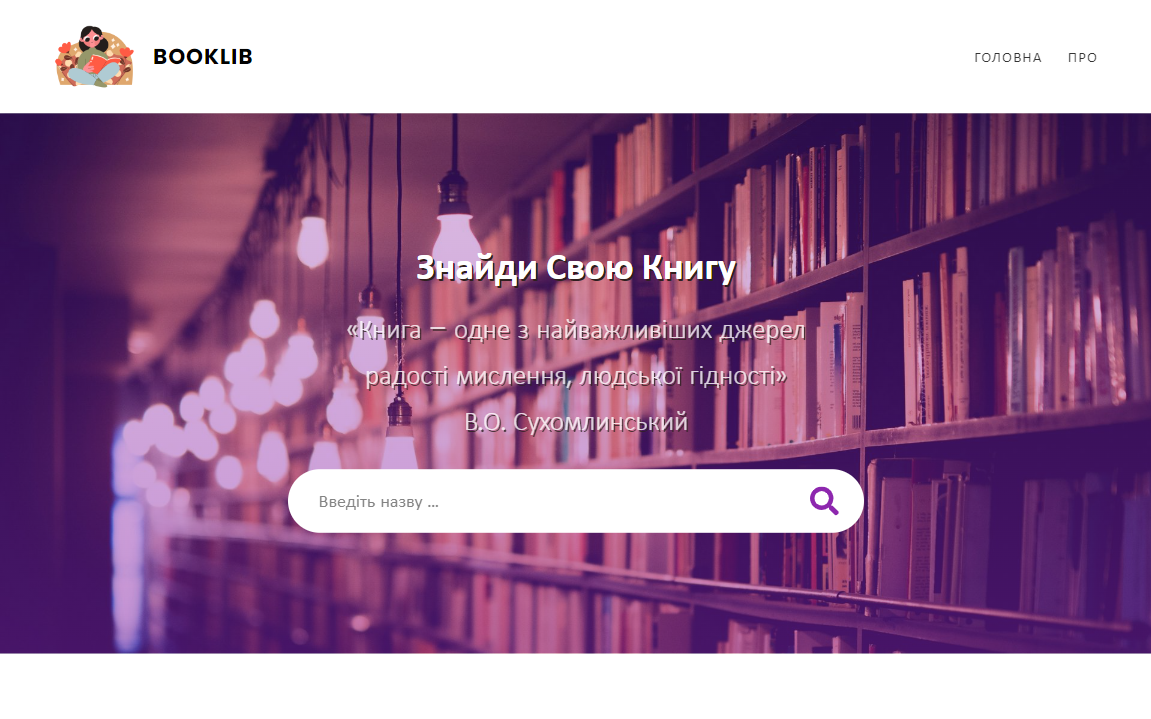 BOOKLIB
ГОЛОВНА ПРО
Знайди Свою Книгу
«Книга – одне з найважливіших джерел
радості мислення, людської гідності»
В.О. Сухомлинський
Введіть назву ...